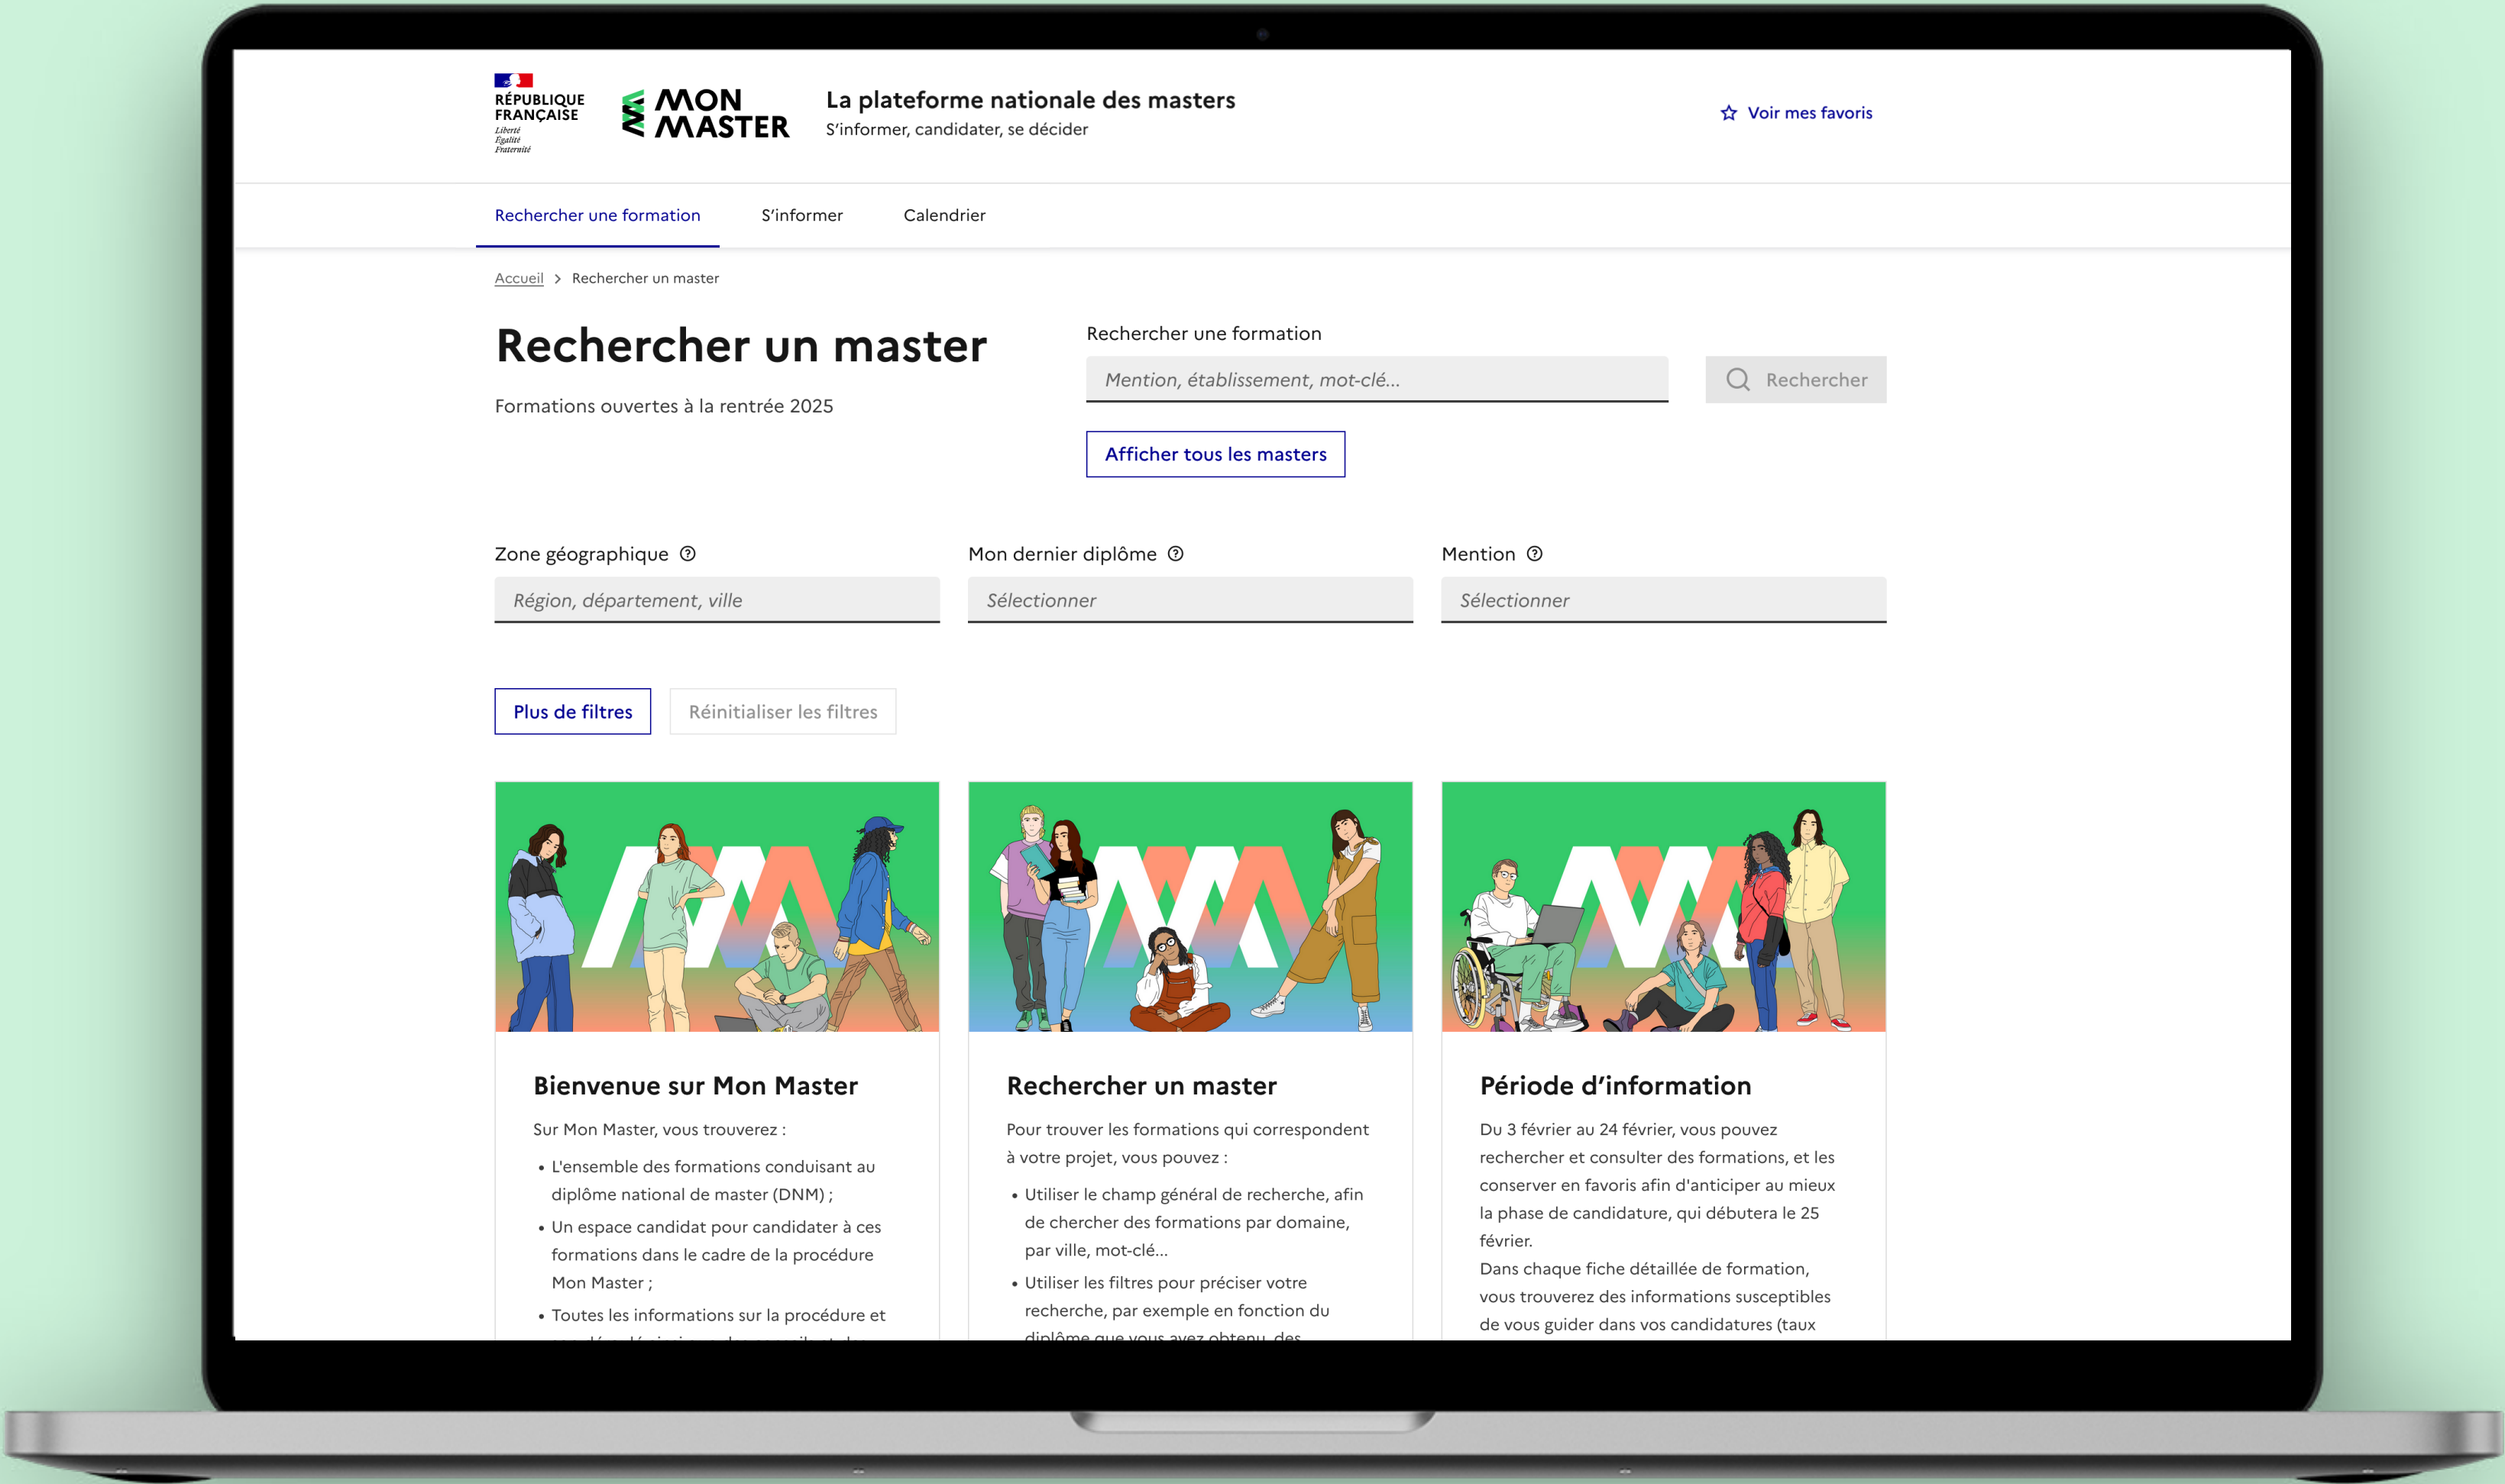 RÉPUBLIQUE
FRANÇAISE
Liberté
Égalité
Fraternité
MON
MASTER
La plateforme nationale des masters
S'informer, candidater, se décider
Voir mes favoris
Rechercher une formation
S'informer
Calendrier
Accueil > Rechercher un master
Rechercher un master
Formations ouvertes à la rentrée 2025
Rechercher une formation
Mention, établissement, mot-clé...
Rechercher
Afficher tous les masters
Zone géographique
Région, département, ville
Mon dernier diplôme
Sélectionner
Mention
Sélectionner
Plus de filtres
Réinitialiser les filtres
Bienvenue sur Mon Master
Sur Mon Master, vous trouverez :
• L'ensemble des formations conduisant au
diplôme national de master (DNM) ;
• Un espace candidat pour candidater à ces
formations dans le cadre de la procédure
Mon Master ;
• Toutes les informations sur la procédure et
Rechercher un master
Pour trouver les formations qui correspondent
à votre projet, vous pouvez :
• Utiliser le champ général de recherche, afin
de chercher des formations par domaine,
par ville, mot-clé...
• Utiliser les filtres pour préciser votre
recherche, par exemple en fonction du
diplôme que vous avez obtenu, des
Période d'information
Du 3 février au 24 février, vous pouvez
rechercher et consulter des formations, et les
conserver en favoris afin d'anticiper au mieux
la phase de candidature, qui débutera le 25
février.
Dans chaque fiche détaillée de formation,
vous trouverez des informations susceptibles
de vous guider dans vos candidatures (taux